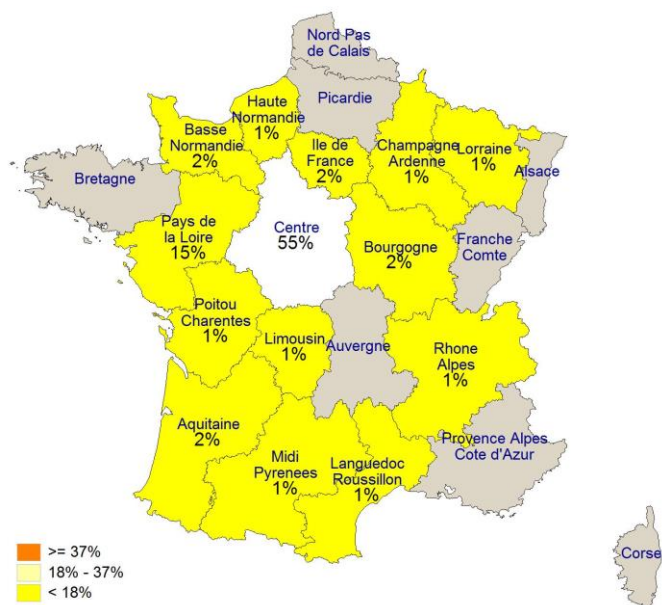 Nord Pas
de Calais
Picardie
Haute
Normandie
1%
Basse
Normandie
2%
Ile de
France
2%
Champagne
Ardenne
1%
Lorraine
1%
Alsace
Bretagne
Pays de
la Loire
15%
Centre
55%
Bourgogne
2%
Franche
Comte
Poitou
Charentes
1%
Limousin
1%
Auvergne
Rhone
Alpes
1%
Aquitaine
2%
Midi
Pyrenees
1%
Languedoc
Roussillon
1%
Provence Alpes
Cote d'Azur
Corse
>= 37%
18% - 37%
< 18%